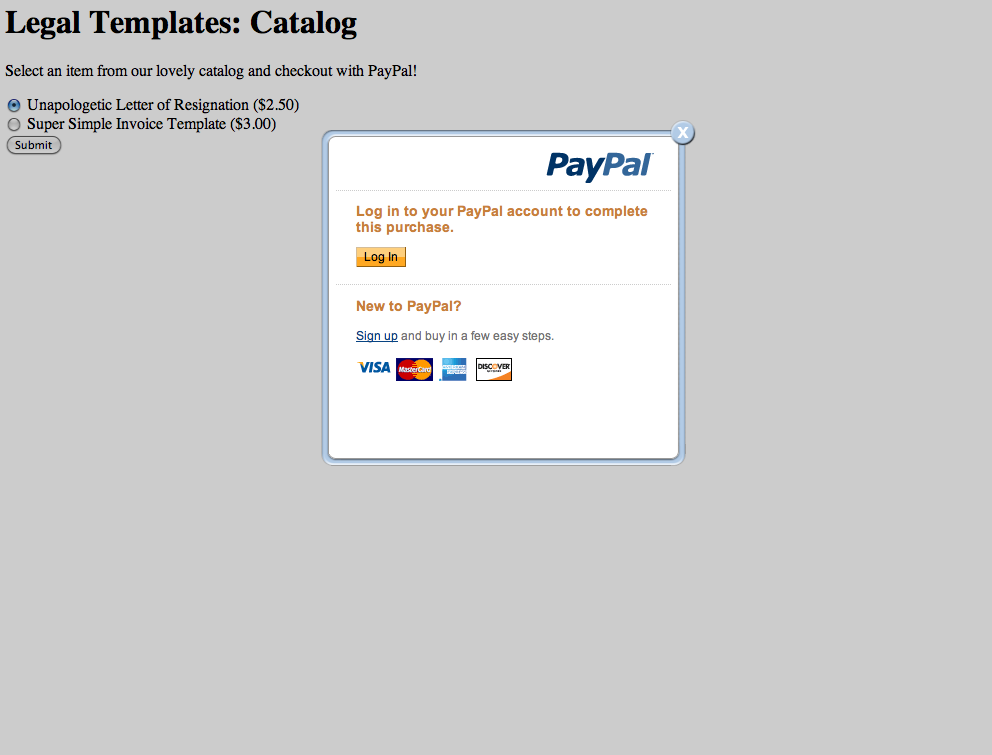 Legal Templates: Catalog
Select an item from our lovely catalog and checkout with PayPal!
Unapologetic Letter of Resignation ($2.50)
Super Simple Invoice Template ($3.00)
Submit
X
PayPal
Log in to your PayPal account to complete
this purchase.
Log In
New to PayPal?
Sign up and buy in a few easy steps.
VISA MasterCard DISCOVER